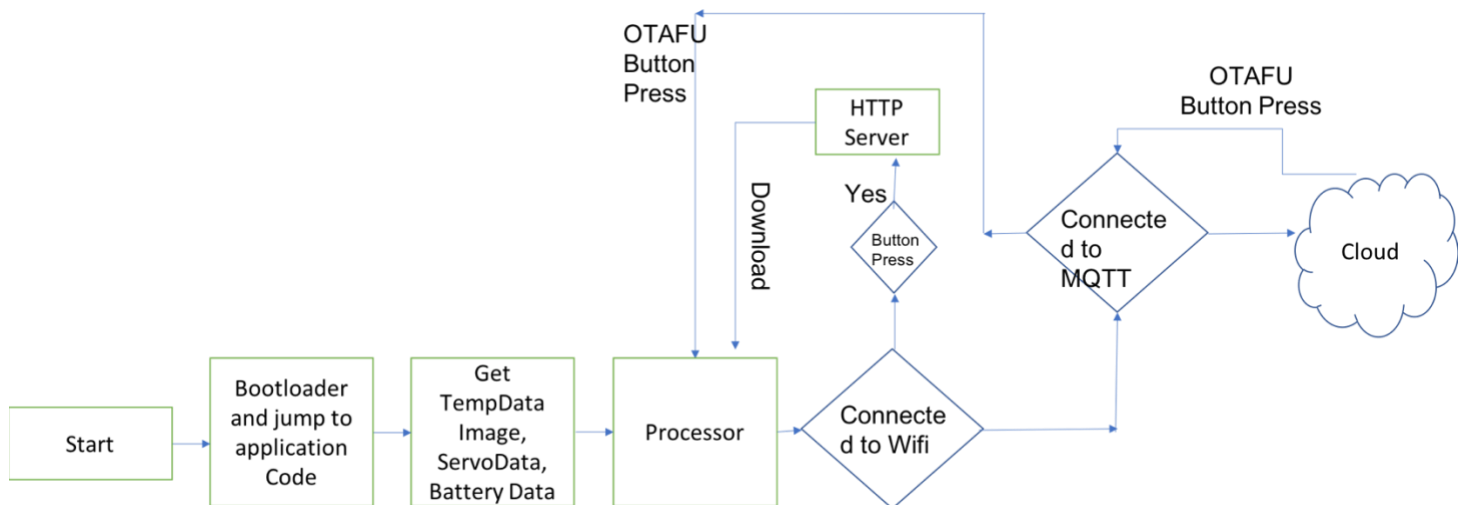 OTAFU
Button
Press
OTAFU
Button Press
HTTP
Server
Download
Yes
Button
Press
Connecte
d to
MQTT
Cloud
Start
Bootloader
and jump to
application
Code
Get
TempData
Image,
ServoData,
Battery Data
Processor
Connecte
d to Wifi